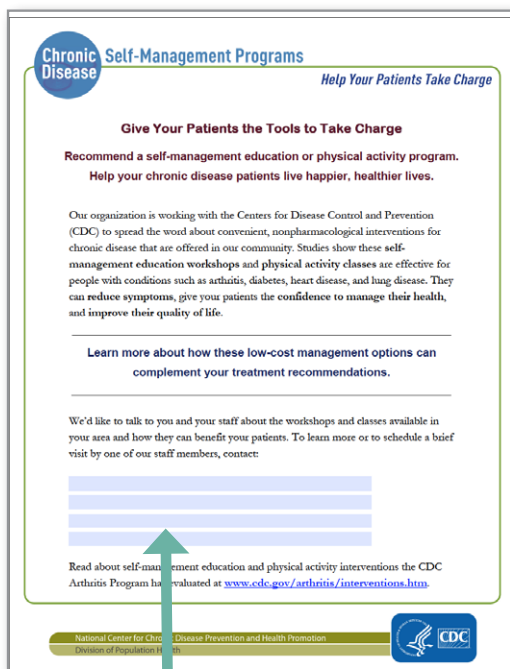 Chronic
Disease
Self-Management Programs
Help Your Patients Take Charge
Give Your Patients the Tools to Take Charge
Recommend a self-management education or physical activity program.
Help your chronic disease patients live happier, healthier lives.
Our organization is working with the Centers for Disease Control and Prevention
(CDC) to spread the word about convenient, nonpharmacological interventions for
chronic disease that are offered in our community. Studies show these self-
management education workshops and physical activity classes are effective for
people with conditions such as arthritis, diabetes, heart disease, and lung disease. They
can reduce symptoms, give your patients the confidence to manage their health,
and improve their quality of life.
Learn more about how these low-cost management options can
complement your treatment recommendations.
We'd like to talk to you and your staff about the workshops and classes available in
your area and how they can benefit your patients. To learn more or to schedule a brief
visit by one of our staff members, contact:
Read about self-management education and physical activity interventions the CDC
Arthritis Program has evaluated at www.cdc.gov/arthritis/interventions.htm.
National Center for Chronic Disease Prevention and Health Promotion
Division of Population Health
CDC